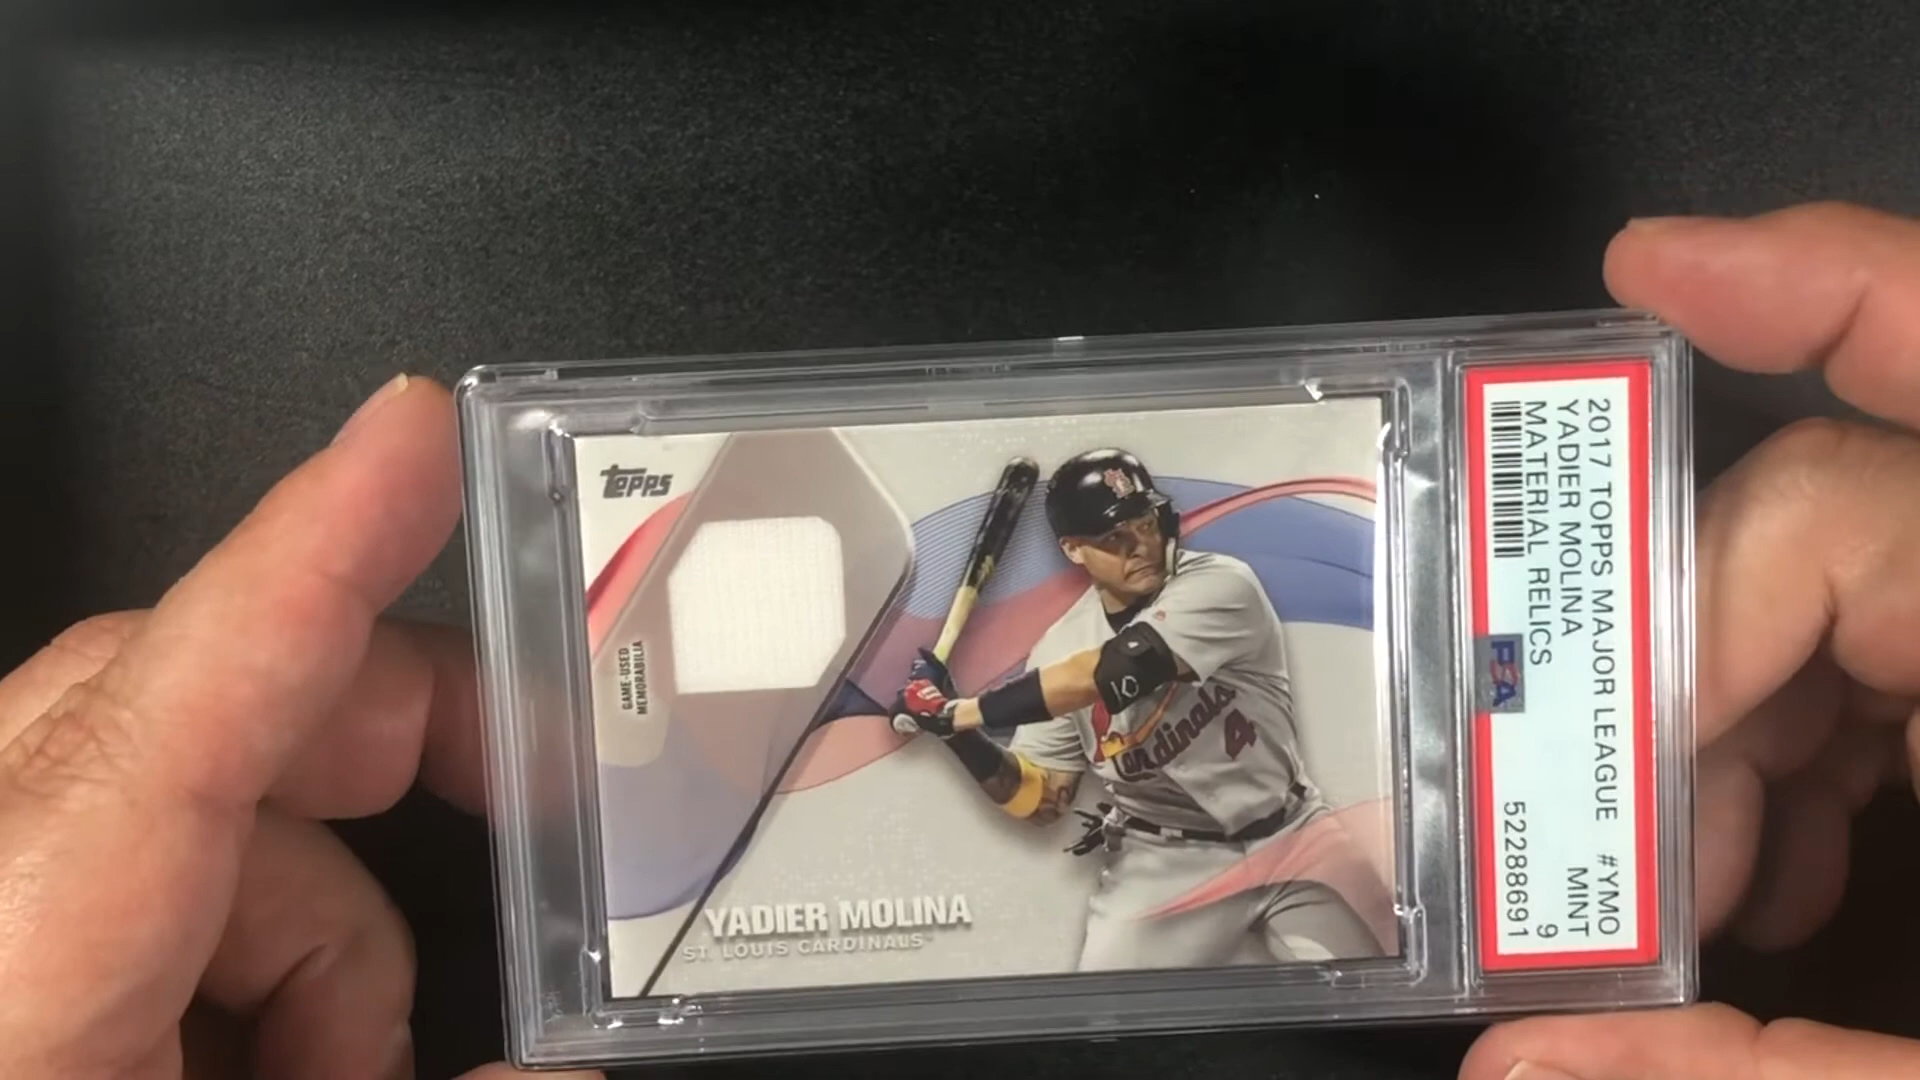 Topps
GAME-USED
MEMORABILIA
Cardinals
4
YADIER MOLINA
ST. LOUIS CARDINALS™
2017 TOPPS MAJOR LEAGUE #YMO
YADIER MOLINA MINT
MATERIAL RELICS 9
PSA
52288691